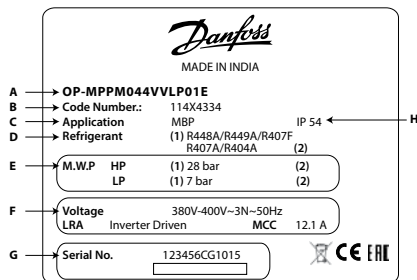 Danfoss
MADE IN INDIA
A OP-MPPM044VVLP01E
B Code Number.: 114X4334
C Application MBP IP 54 H
D Refrigerant (1) R448A/R449A/R407F
R407A/R404A (2)
E M.W.P HP (1) 28 bar (2)
LP (1) 7 bar (2)
F Voltage 380V-400V~3N~50Hz
LRA Inverter Driven MCC 12.1 A
G Serial No. 123456CG1015
CE EAC